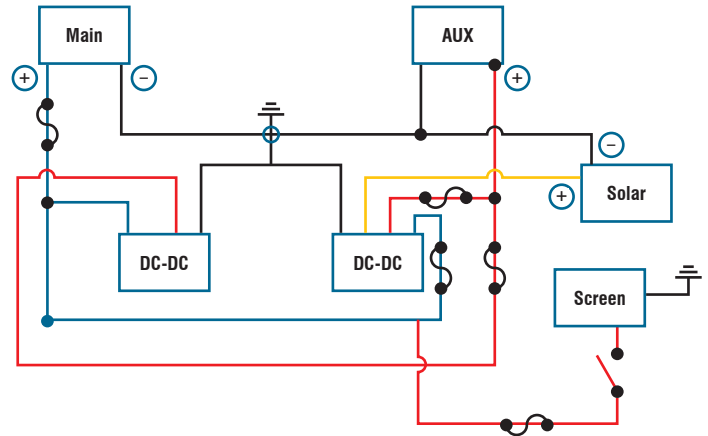 Main
AUX
+
−
+
−
+
Solar
DC-DC
DC-DC
Screen